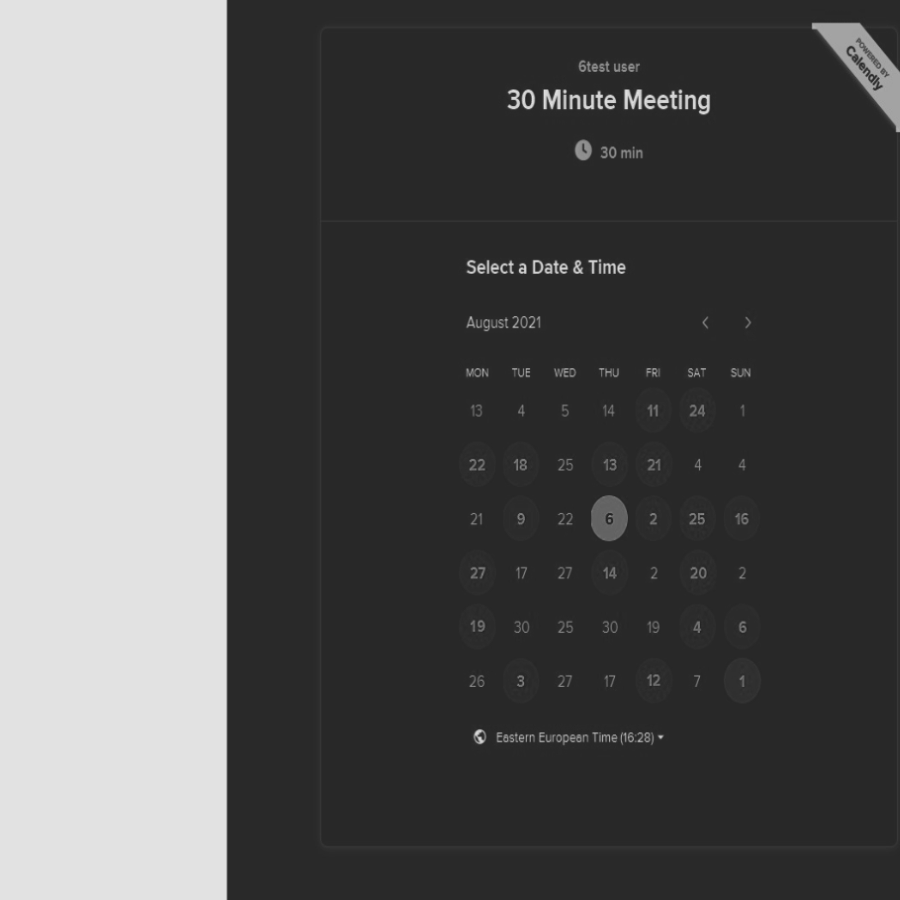 POWERED BY
Calendly
6test user
30 Minute Meeting
30 min
Select a Date & Time
August 2021
MON TUE WED THU FRI SAT SUN
13 4 5 14 11 24 1
22 18 25 13 21 4 4
21 9 22 6 2 25 16
27 17 27 14 2 20 2
19 30 25 30 19 4 6
26 3 27 17 12 7 1
Eastern European Time (16:28)